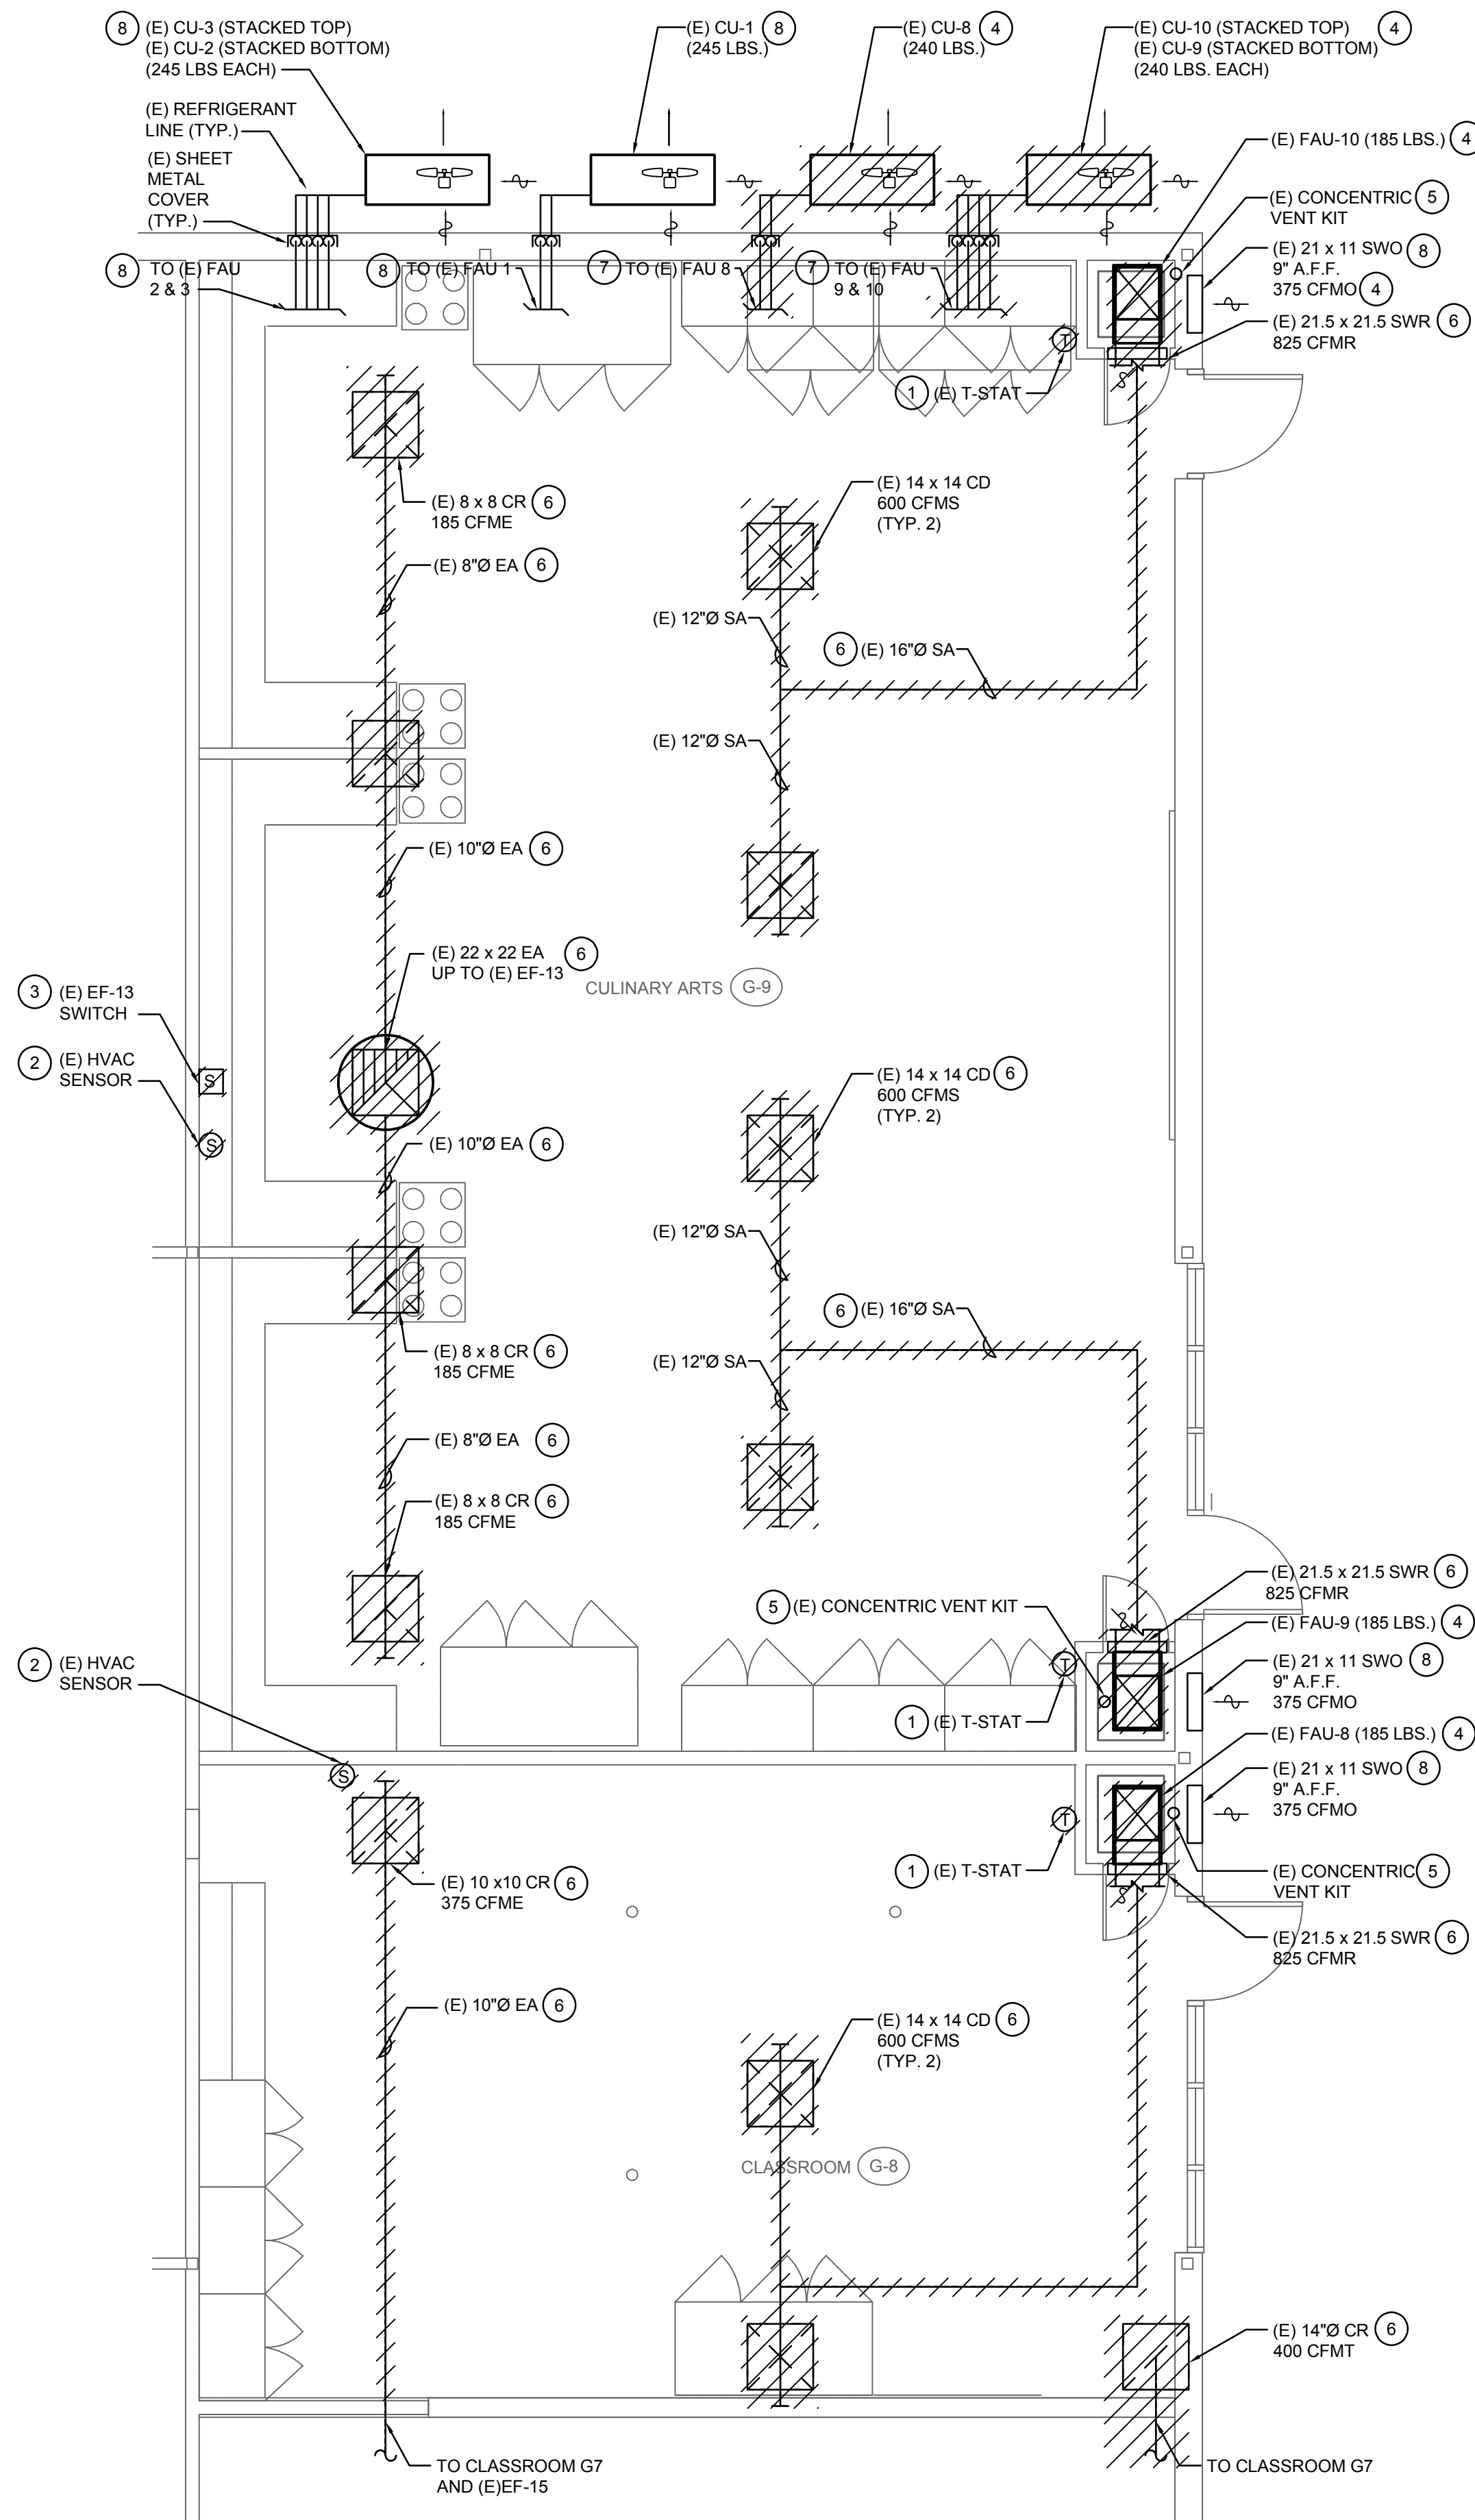 8 (E) CU-3 (STACKED TOP)
(E) CU-2 (STACKED BOTTOM)
(245 LBS EACH)
(E) CU-1 8
(245 LBS.)
(E) CU-8 4
(240 LBS.)
(E) CU-10 (STACKED TOP) 4
(E) CU-9 (STACKED BOTTOM)
(240 LBS. EACH)
(E) REFRIGERANT
LINE (TYP.)
(E) SHEET
METAL
COVER
(TYP.)
(E) FAU-10 (185 LBS.) 4
(E) CONCENTRIC 5
VENT KIT
(E) 21 x 11 SWO 8
9" A.F.F.
375 CFMO 4
(E) 21.5 x 21.5 SWR 6
825 CFMR
8 TO (E) FAU
2 & 3
8 TO (E) FAU 1
7 TO (E) FAU 8
7 TO (E) FAU
9 & 10
T
1 (E) T-STAT
(E) 8 x 8 CR 6
185 CFME
(E) 14 x 14 CD
600 CFMS
(TYP. 2)
(E) 8"Ø EA 6
(E) 12"Ø SA
6 (E) 16"Ø SA
(E) 12"Ø SA
(E) 10"Ø EA 6
(E) 22 x 22 EA 6
UP TO (E) EF-13
CULINARY ARTS G-9
3 (E) EF-13
SWITCH
S
2 (E) HVAC
SENSOR
S
(E) 14 x 14 CD 6
600 CFMS
(TYP. 2)
(E) 10"Ø EA 6
(E) 12"Ø SA
6 (E) 16"Ø SA
(E) 8 x 8 CR 6
185 CFME
(E) 12"Ø SA
(E) 8"Ø EA 6
(E) 8 x 8 CR 6
185 CFME
5 (E) CONCENTRIC VENT KIT
T
1 (E) T-STAT
(E) 21.5 x 21.5 SWR 6
825 CFMR
(E) FAU-9 (185 LBS.) 4
(E) 21 x 11 SWO 8
9" A.F.F.
375 CFMO
(E) FAU-8 (185 LBS.) 4
(E) 21 x 11 SWO 8
9" A.F.F.
375 CFMO
2 (E) HVAC
SENSOR
S
T
1 (E) T-STAT
(E) CONCENTRIC 5
VENT KIT
(E) 21.5 x 21.5 SWR 6
825 CFMR
(E) 10 x10 CR 6
375 CFME
(E) 10"Ø EA 6
(E) 14 x 14 CD 6
600 CFMS
(TYP. 2)
CLASSROOM G-8
(E) 14"Ø CR 6
400 CFMT
TO CLASSROOM G7
AND (E)EF-15
TO CLASSROOM G7